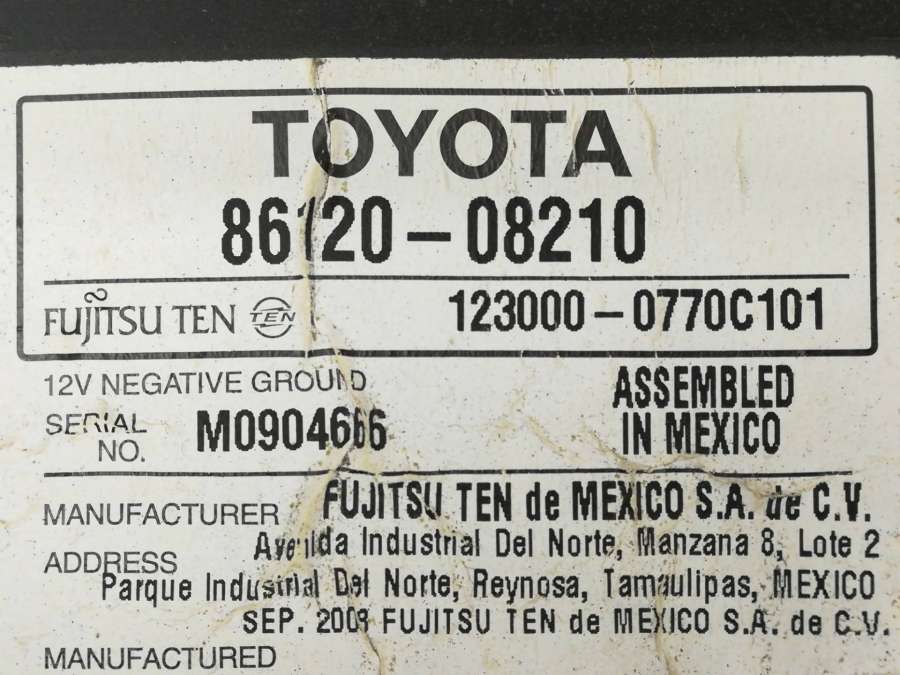 TOYOTA
86120-08210
FUJITSU TEN TEN 123000-0770C101
12V NEGATIVE GROUND
ASSEMBLED
IN MEXICO
SERIAL
NO. M0904666
MANUFACTURER FUJITSU TEN de MEXICO S.A. de C.V.
ADDRESS Avenida Industrial Del Norte, Manzana 8, Lote 2
Parque Industrial Del Norte, Reynosa, Tamaulipas, MEXICO
SEP. FUJITSU TEN de MEXICO S.A. de C.V.
MANUFACTURED